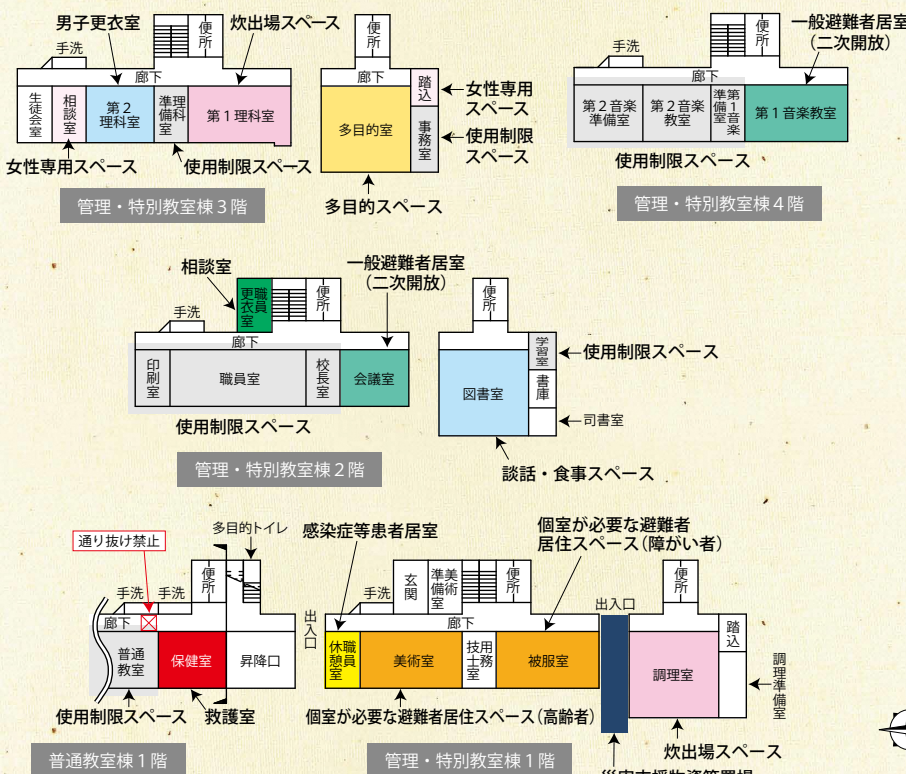 男子更衣室
炊出場スペース
手洗
便所
廊下
生徒会室
相談室
第2理科室
理科準備室
第1理科室
女性専用スペース
使用制限スペース
管理・特別教室棟3階
便所
廊下
踏込
多目的室
事務室
女性専用
スペース
使用制限
スペース
多目的スペース
一般避難者居室
(二次開放)
手洗
便所
廊下
第2音楽
準備室
第2音楽
教室
第1音楽
準備室
第1音楽教室
使用制限スペース
管理・特別教室棟4階
相談室
一般避難者居室
(二次開放)
手洗
職員更衣室
便所
廊下
印刷室
職員室
校長室
会議室
使用制限スペース
管理・特別教室棟2階
便所
学習室
使用制限スペース
図書室
書庫
司書室
談話・食事スペース
通り抜け禁止
多目的トイレ
手洗
手洗
便所
廊下
普通
教室
保健室
昇降口
出入口
使用制限スペース
救護室
普通教室棟1階
感染症等患者居室
個室が必要な避難者
居住スペース(障がい者)
手洗
玄関
美術準備室
便所
廊下
出入口
職員休憩室
美術室
用務技士室
被服室
個室が必要な避難者居住スペース(高齢者)
管理・特別教室棟1階
踏込
調理室
調理準備室
炊出場スペース